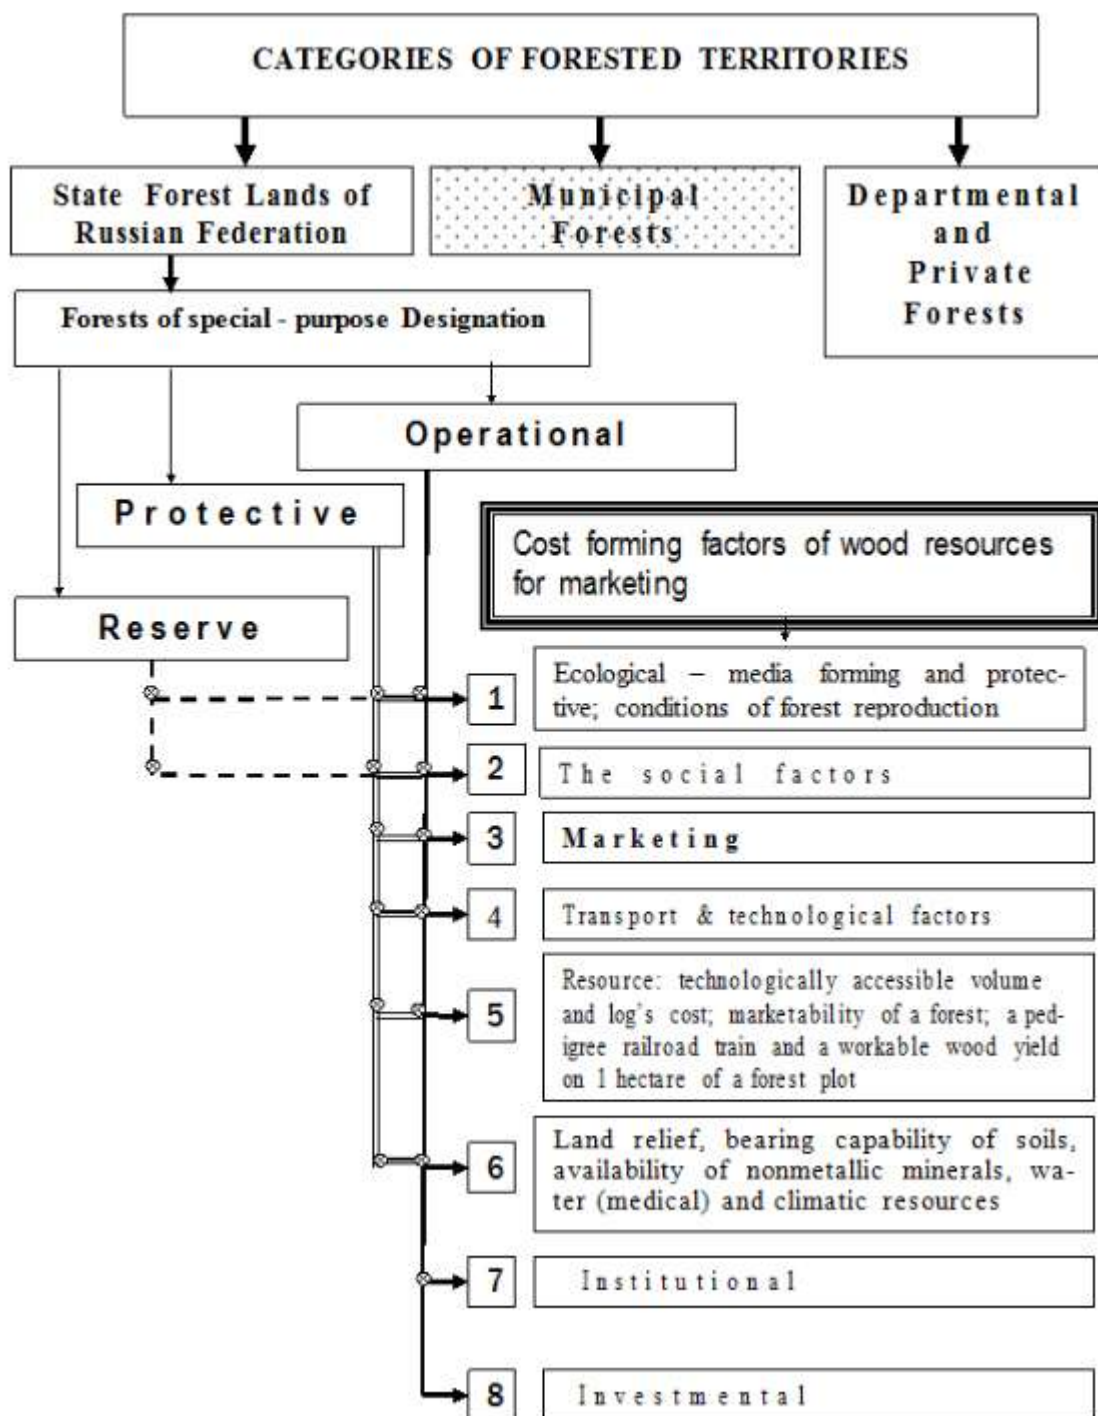 CATEGORIES OF FORESTED TERRITORIES
State Forest Lands of
Russian Federation
Municipal
Forests
Departmental
and
Private
Forests
Forests of special - purpose Designation
Operational
Protective
Reserve
Cost forming factors of wood resources
for marketing
1
Ecological – media forming and protec-
tive; conditions of forest reproduction
2
The social factors
3
Marketing
4
Transport & technological factors
5
Resource: technologically accessible volume
and log's cost; marketability of a forest; a ped-
igree railroad train and a workable wood yield
on 1 hectare of a forest plot
6
Land relief, bearing capability of soils,
availability of nonmetallic minerals, wa-
ter (medical) and climatic resources
7
Institutional
8
Investmental